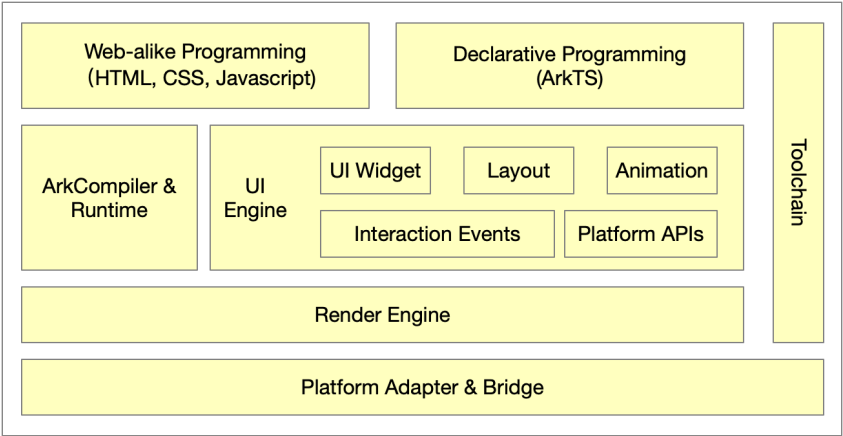 Web-alike Programming
（HTML, CSS, Javascript)
Declarative Programming
(ArkTS)
Toolchain
ArkCompiler &
Runtime
UI
Engine
UI Widget
Layout
Animation
Interaction Events
Platform APIs
Render Engine
Platform Adapter & Bridge